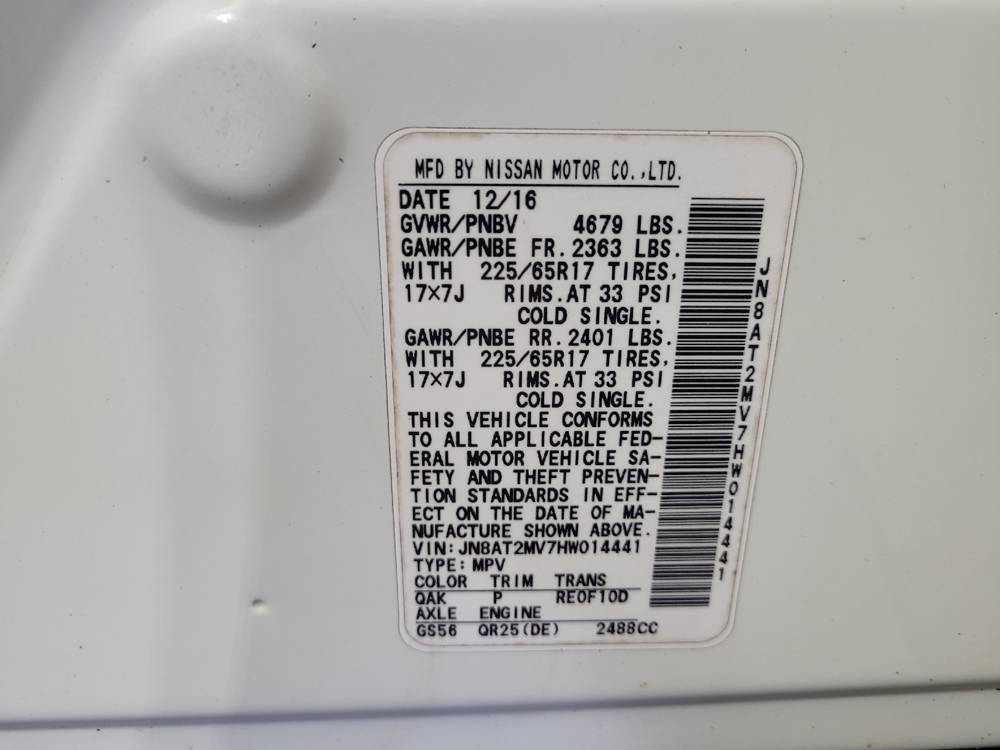 MFD BY NISSAN MOTOR CO.,LTD.
DATE 12/16
GVWR/PNBV 4679 LBS.
GAWR/PNBE FR. 2363 LBS.
WITH 225/65R17 TIRES,
17×7J RIMS. AT 33 PSI
COLD SINGLE.
GAWR/PNBE RR. 2401 LBS.
WITH 225/65R17 TIRES,
17×7J RIMS. AT 33 PSI
COLD SINGLE.
THIS VEHICLE CONFORMS
TO ALL APPLICABLE FED-
ERAL MOTOR VEHICLE SA-
FETY AND THEFT PREVEN-
TION STANDARDS IN EFF-
ECT ON THE DATE OF MA-
NUFACTURE SHOWN ABOVE.
VIN: JN8AT2MV7HW014441
TYPE: MPV
COLOR TRIM TRANS
QAK P RE0F10D
AXLE ENGINE
GS56 QR25(DE) 2488CC
JN8AT2MV7HW014441